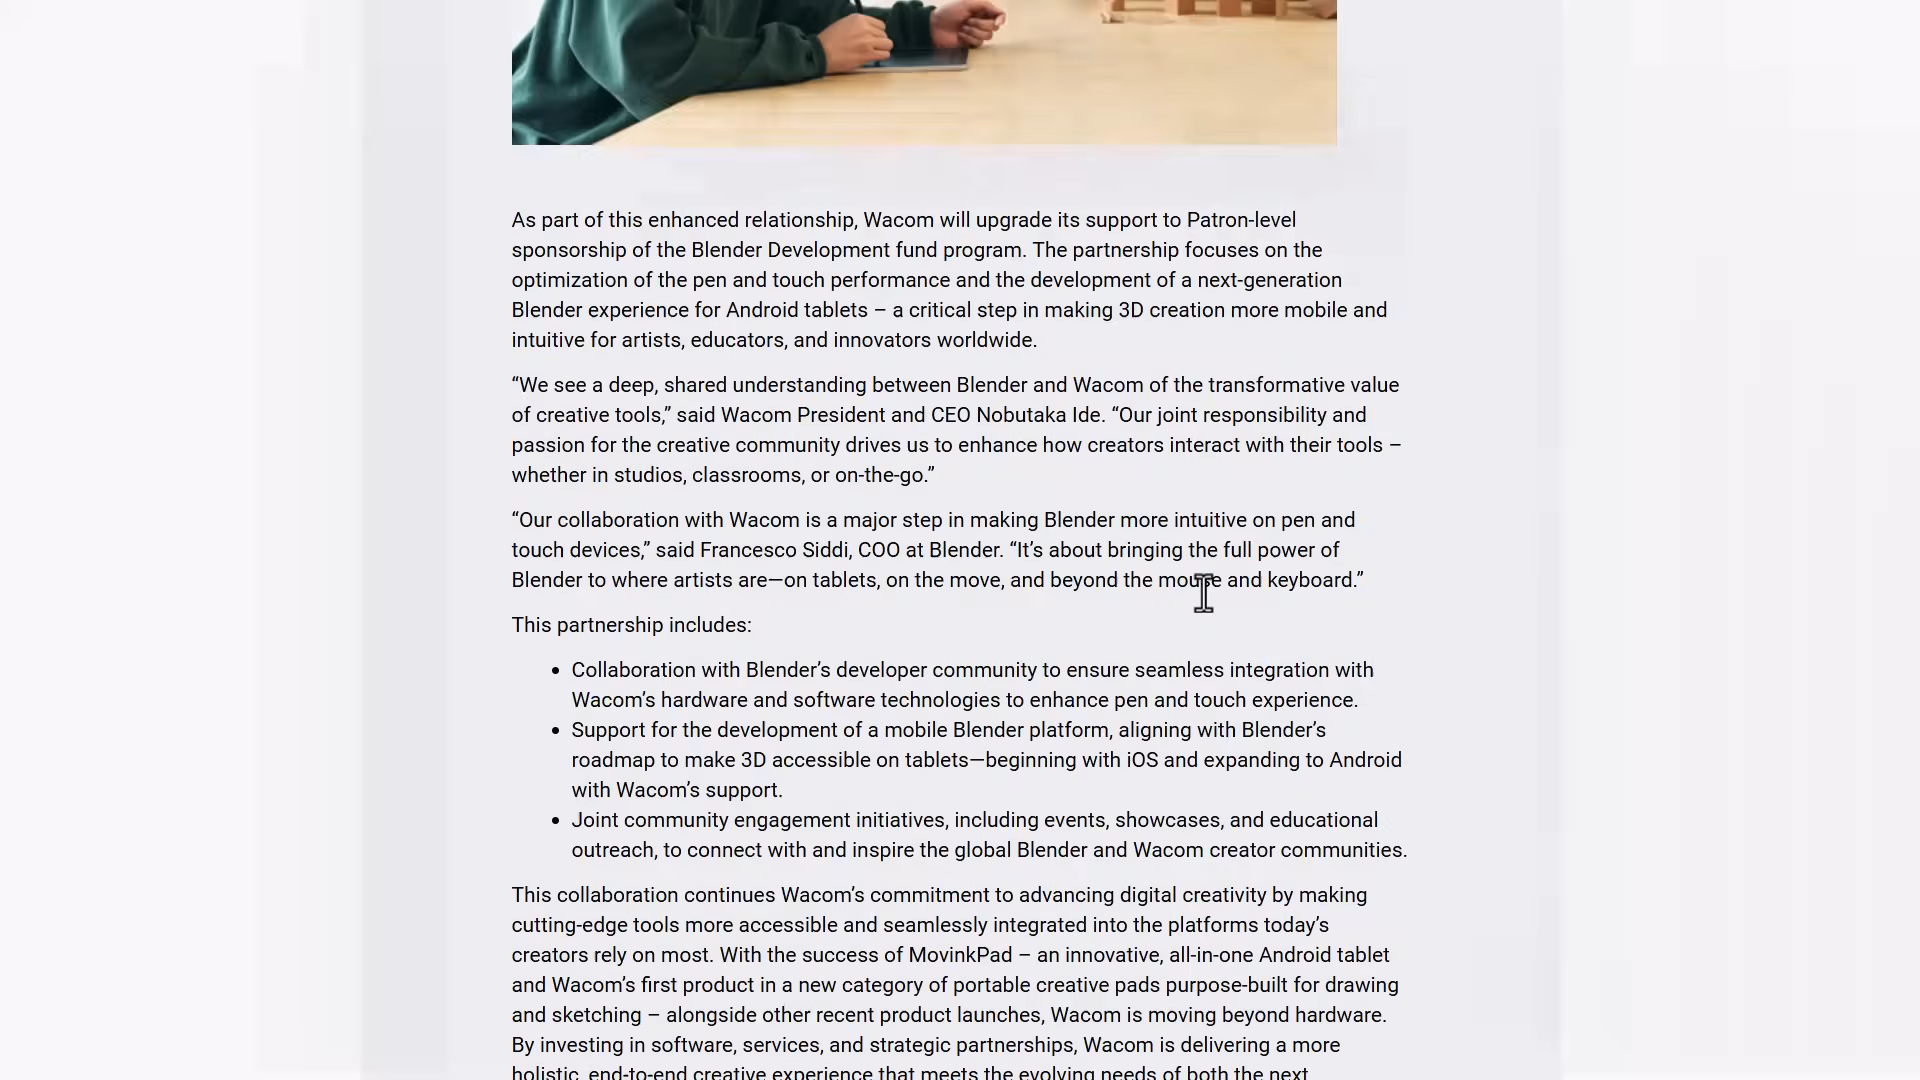 As part of this enhanced relationship, Wacom will upgrade its support to Patron-level
sponsorship of the Blender Development fund program. The partnership focuses on the
optimization of the pen and touch performance and the development of a next-generation
Blender experience for Android tablets – a critical step in making 3D creation more mobile and
intuitive for artists, educators, and innovators worldwide.
“We see a deep, shared understanding between Blender and Wacom of the transformative value
of creative tools,” said Wacom President and CEO Nobutaka Ide. “Our joint responsibility and
passion for the creative community drives us to enhance how creators interact with their tools –
whether in studios, classrooms, or on-the-go.”
“Our collaboration with Wacom is a major step in making Blender more intuitive on pen and
touch devices,” said Francesco Siddi, COO at Blender. “It’s about bringing the full power of
Blender to where artists are—on tablets, on the move, and beyond the mouse and keyboard.”
This partnership includes:
• Collaboration with Blender’s developer community to ensure seamless integration with
Wacom’s hardware and software technologies to enhance pen and touch experience.
• Support for the development of a mobile Blender platform, aligning with Blender’s
roadmap to make 3D accessible on tablets—beginning with iOS and expanding to Android
with Wacom’s support.
• Joint community engagement initiatives, including events, showcases, and educational
outreach, to connect with and inspire the global Blender and Wacom creator communities.
This collaboration continues Wacom’s commitment to advancing digital creativity by making
cutting-edge tools more accessible and seamlessly integrated into the platforms today’s
creators rely on most. With the success of MovinkPad – an innovative, all-in-one Android tablet
and Wacom’s first product in a new category of portable creative pads purpose-built for drawing
and sketching – alongside other recent product launches, Wacom is moving beyond hardware.
By investing in software, services, and strategic partnerships, Wacom is delivering a more
holistic, end-to-end creative experience that meets the evolving needs of both the next